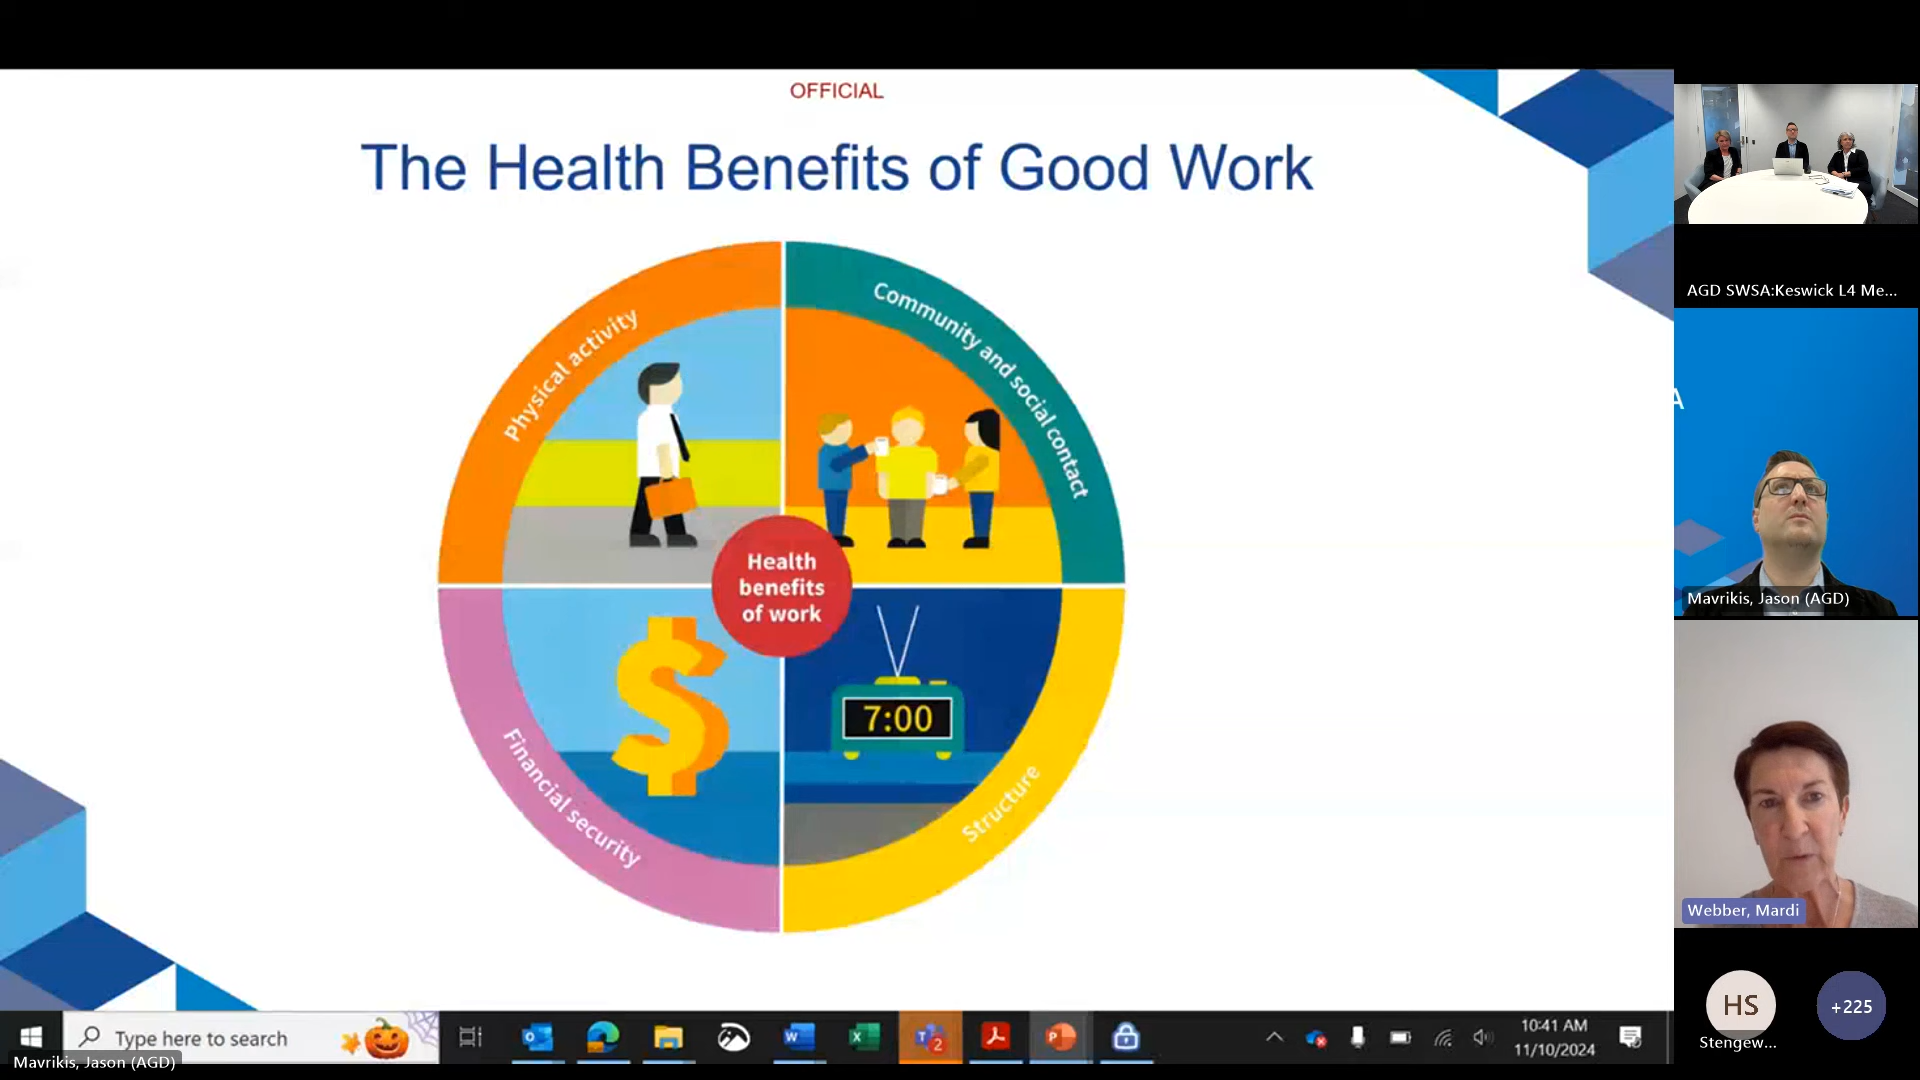 OFFICIAL
The Health Benefits of Good Work
Physical activity
Community and social contact
Health
benefits
of work
Financial security
7:00
Structure
AGD SWSA:Keswick L4 Me...
A
Mavrikis, Jason (AGD)
Webber, Mardi
HS
+225
Stengew...
Type here to search
2
10:41 AM
11/10/2024
Mavrikis, Jason (AGD)